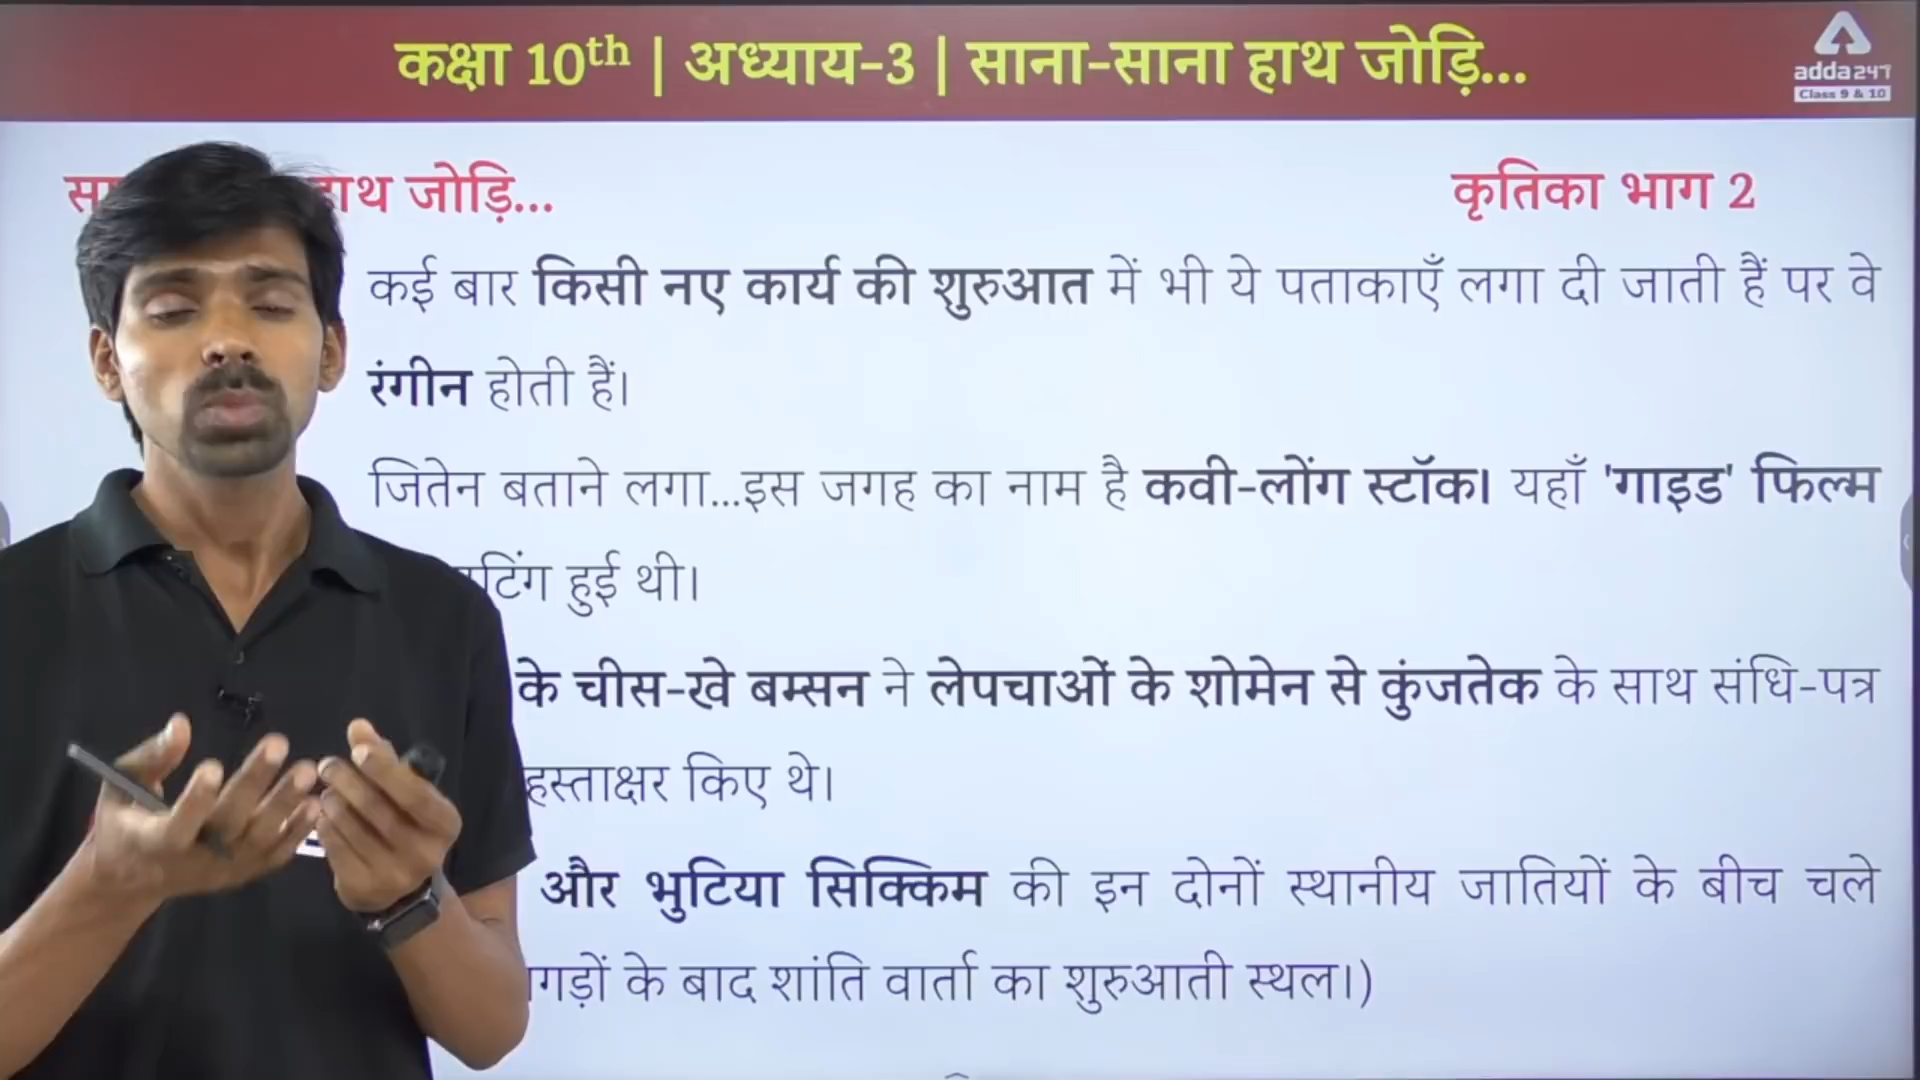 कक्षा 10th | अध्याय-3 | साना-साना हाथ जोड़ि...
adda247
Class 9 & 10
जोड़ि...
कृतिका भाग 2
कई बार किसी नए कार्य की शुरुआत में भी ये पताकाएँ लगा दी जाती हैं पर वे
रंगीन होती हैं।
जितेन बताने लगा...इस जगह का नाम है कवी-लोंग स्टॉक। यहाँ 'गाइड' फिल्म
हुई थी।
के चीस-खे बम्सन ने लेपचाओं के शोमेन से कुंजतेक के साथ संधि-पत्र
हस्ताक्षर किए थे।
और भुटिया सिक्किम की इन दोनों स्थानीय जातियों के बीच चले
के बाद शांति वार्ता का शुरुआती स्थल।)